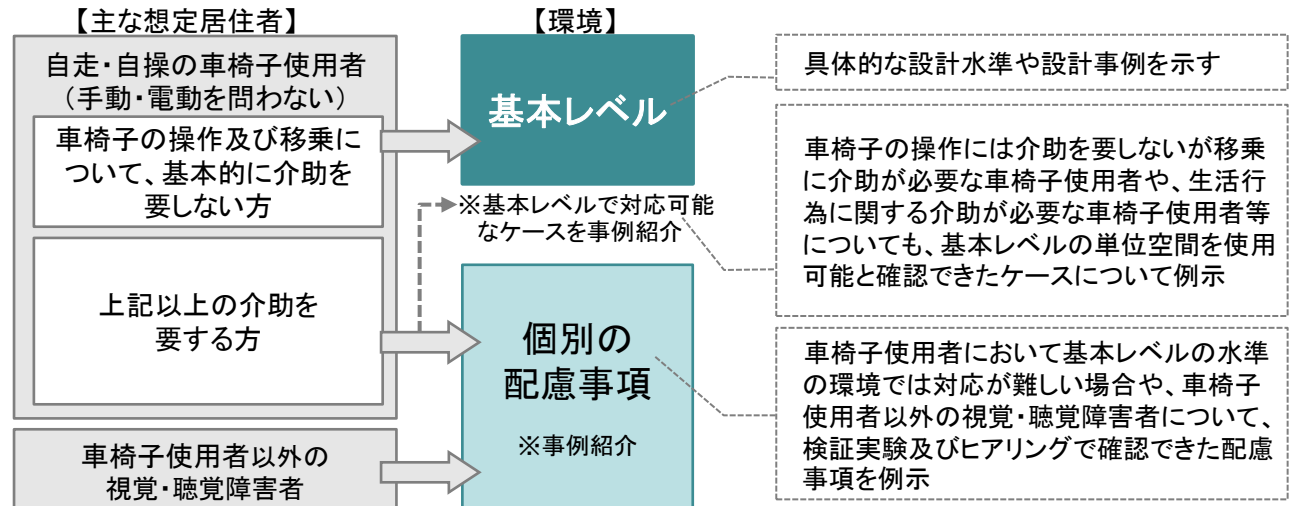 【主な想定居住者】
自走・自操の車椅子使用者
（手動・電動を問わない）
車椅子の操作及び移乗に
ついて、基本的に介助を
要しない方
上記以上の介助を
要する方
車椅子使用者以外の
視覚・聴覚障害者
【環境】
基本レベル
※基本レベルで対応可能
なケースを事例紹介
個別の
配慮事項
※事例紹介
具体的な設計水準や設計事例を示す
車椅子の操作には介助を要しないが移乗
に介助が必要な車椅子使用者や、生活行
為に関する介助が必要な車椅子使用者等
についても、基本レベルの単位空間を使用
可能と確認できたケースについて例示
車椅子使用者において基本レベルの水準
の環境では対応が難しい場合や、車椅子
使用者以外の視覚・聴覚障害者について、
検証実験及びヒアリングで確認できた配慮
事項を例示